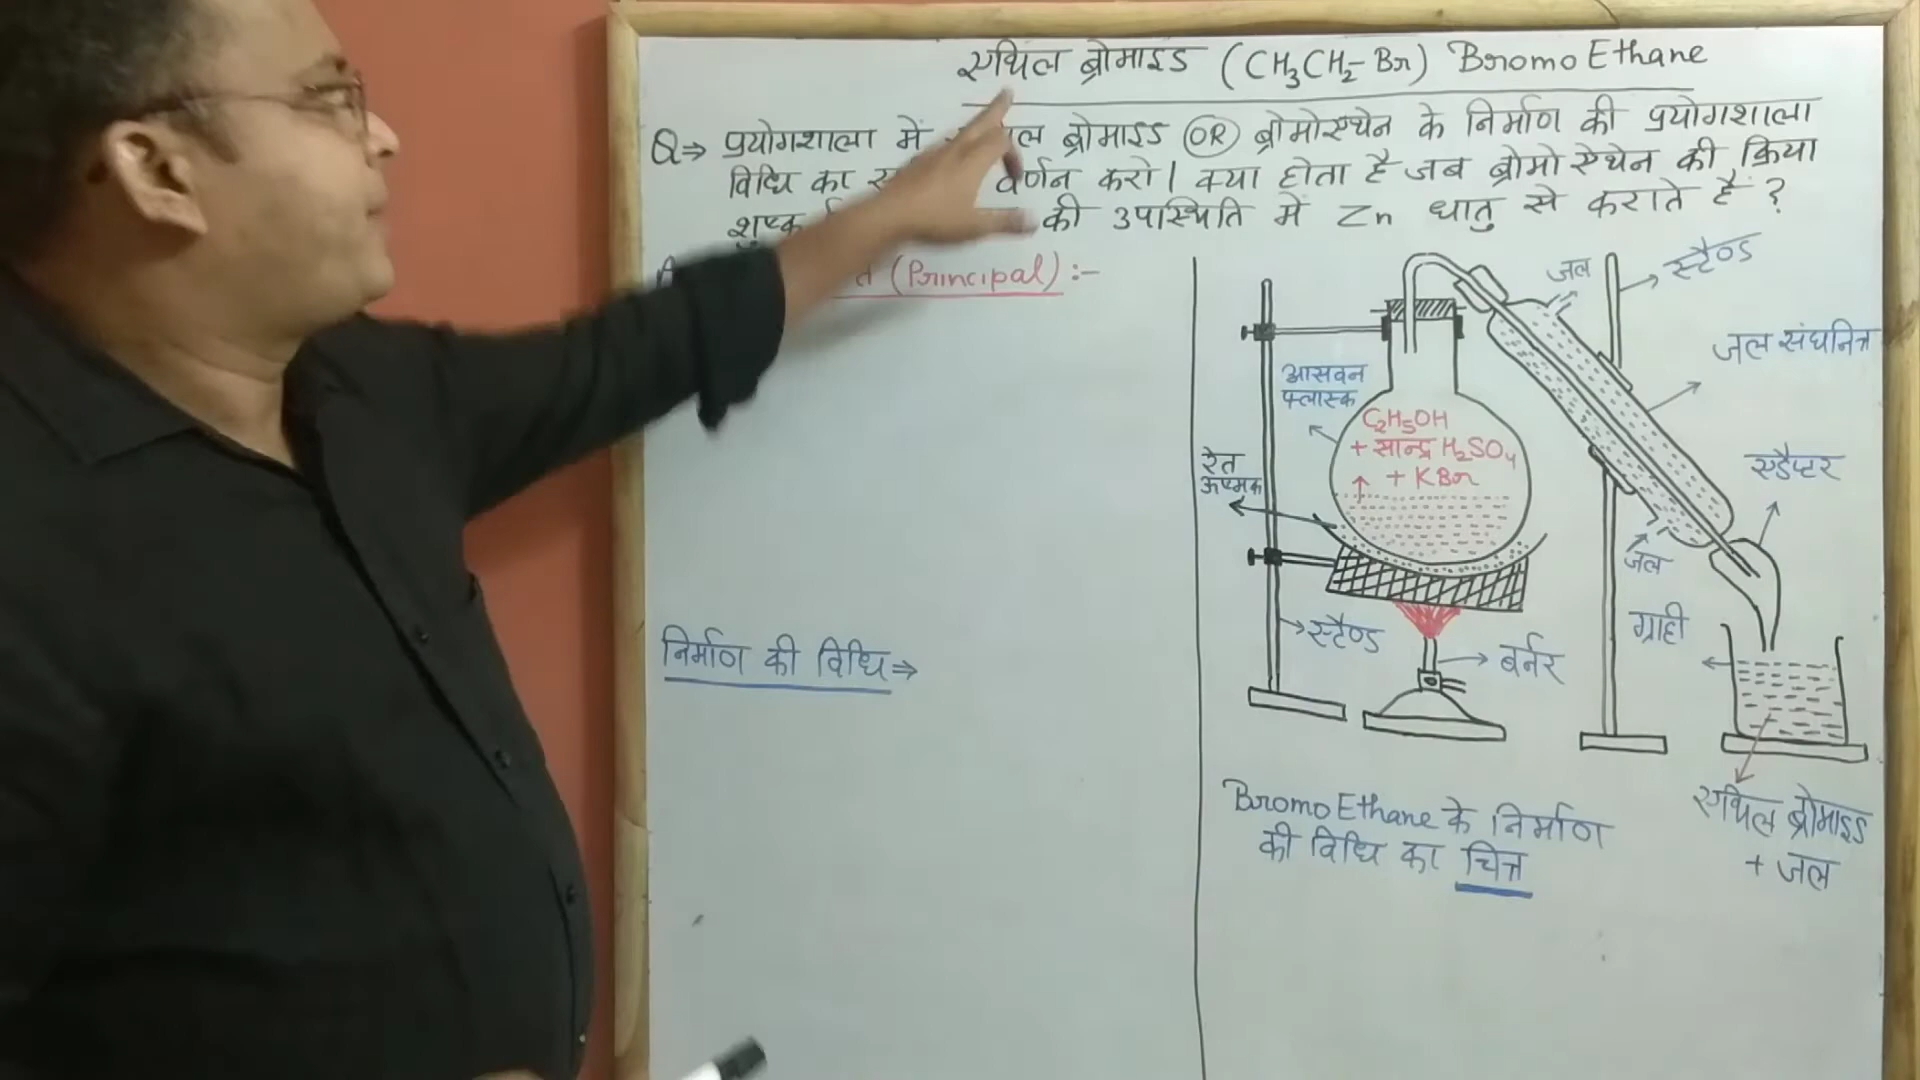 एथिल ब्रोमाइड (CH3CH2-Br) Bromo Ethane
Q⇒ प्रयोगशाला में ब्रोमाइड OR ब्रोमोएथेन के निर्माण की प्रयोगशाला
विधि का वर्णन करो। क्या होता है जब ब्रोमोऐथेन की क्रिया
शुष्क की उपस्थिति में Zn धातु से कराते हैं ?
(Principal) :-
जल
स्टैण्ड
जल संघनित्र
आसवन
फ्लास्क
C2H5OH
+ सान्द्र H2SO4
+ KBr
रेत
ऊष्मक
एडैप्टर
जल
ग्राही
स्टैण्ड
बर्नर
निर्माण की विधि⇒
Bromo Ethane के निर्माण
की विधि का चित्र
एथिल ब्रोमाइड
+ जल